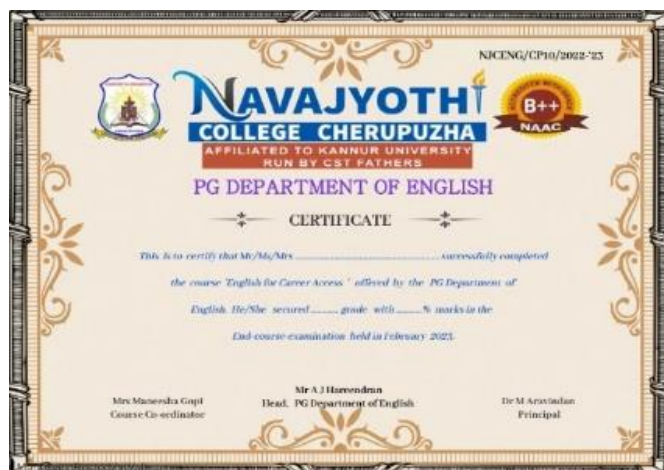 NJCENG/CP10/2022-'23
NAVAJYOTHI
COLLEGE CHERUPUZHA
AFFILIATED TO KANNUR UNIVERSITY
RUN BY CST FATHERS
B++
NAAC
PG DEPARTMENT OF ENGLISH
CERTIFICATE
This is to certify that Mr/Ms/Mrs ................................................ successfully completed
the course 'English for Career Access ' offered by the PG Department of
English. He/She secured .......... grade with .........% marks in the
End-course examination held in February 2023.
Mrs Maneesha Gopi
Course Co-ordinator
Mr A J Hareendran
Head, PG Department of English
Dr M Aravindan
Principal